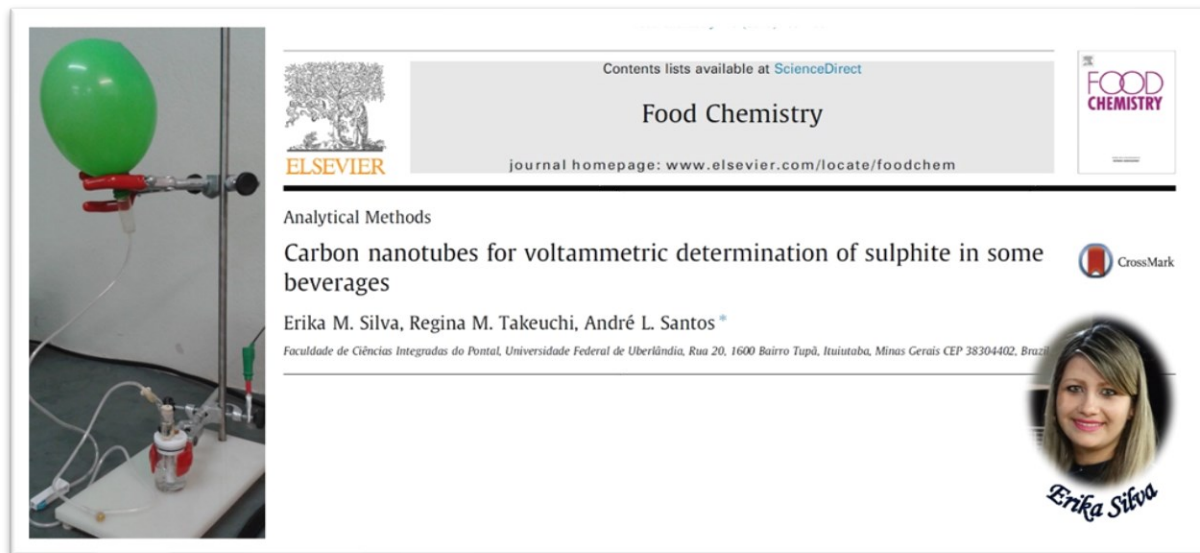 Contents lists available at ScienceDirect
Food Chemistry
journal homepage: www.elsevier.com/locate/foodchem
ELSEVIER
FOOD
CHEMISTRY
Analytical Methods
Carbon nanotubes for voltammetric determination of sulphite in some
beverages
CrossMark
Erika M. Silva, Regina M. Takeuchi, André L. Santos *
Faculdade de Ciências Integradas do Pontal, Universidade Federal de Uberlândia, Rua 20, 1600 Bairro Tupã, Ituiutaba, Minas Gerais CEP 38304402, Brazil
Erika Silva